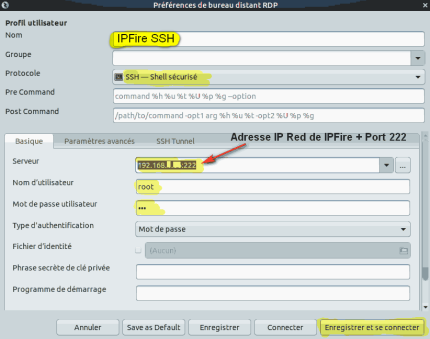 Préférences de bureau distant RDP
Profil utilisateur
Nom IPFire SSH
Groupe
Protocole SSH — Shell sécurisé
Pre Command command %h %u %t %U %p %g --option
Post Command /path/to/command -opt1 arg %h %u %t -opt2 %U %p %g
Basique Paramètres avancés SSH Tunnel
Adresse IP Red de IPFire + Port 222
Serveur 192.168. :222 ...
Nom d'utilisateur root
Mot de passe utilisateur •••
Type d'authentification Mot de passe
Fichier d'identité (Aucun)
Phrase secrète de clé privée
Programme de démarrage
Annuler Save as Default Enregistrer Connecter Enregistrer et se connecter